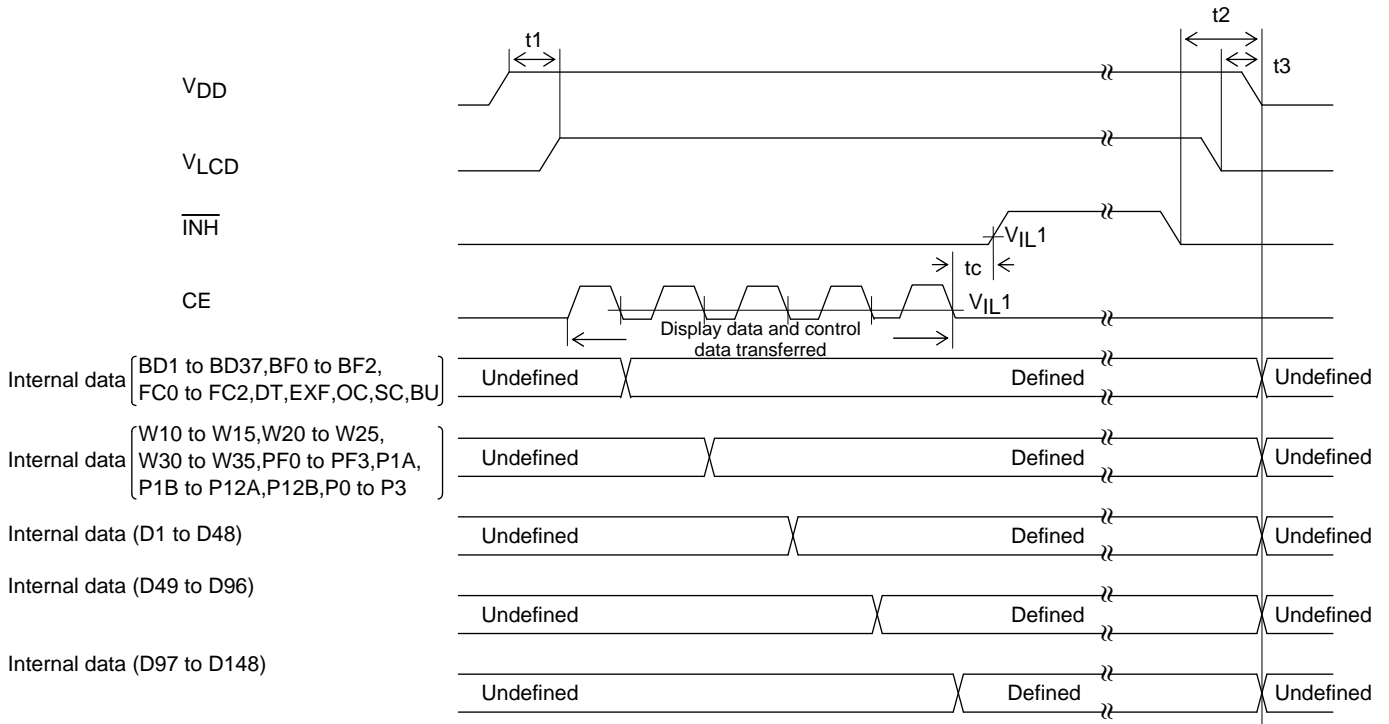 t1
t2
t3
VDD
VLCD
INH
VIL1
tc
CE
VIL1
Display data and control
data transferred
Internal data
BD1 to BD37,BF0 to BF2,
FC0 to FC2,DT,EXF,OC,SC,BU
Undefined
Defined
Undefined
Internal data
W10 to W15,W20 to W25,
W30 to W35,PF0 to PF3,P1A,
P1B to P12A,P12B,P0 to P3
Undefined
Defined
Undefined
Internal data (D1 to D48)
Undefined
Defined
Undefined
Internal data (D49 to D96)
Undefined
Defined
Undefined
Internal data (D97 to D148)
Undefined
Defined
Undefined